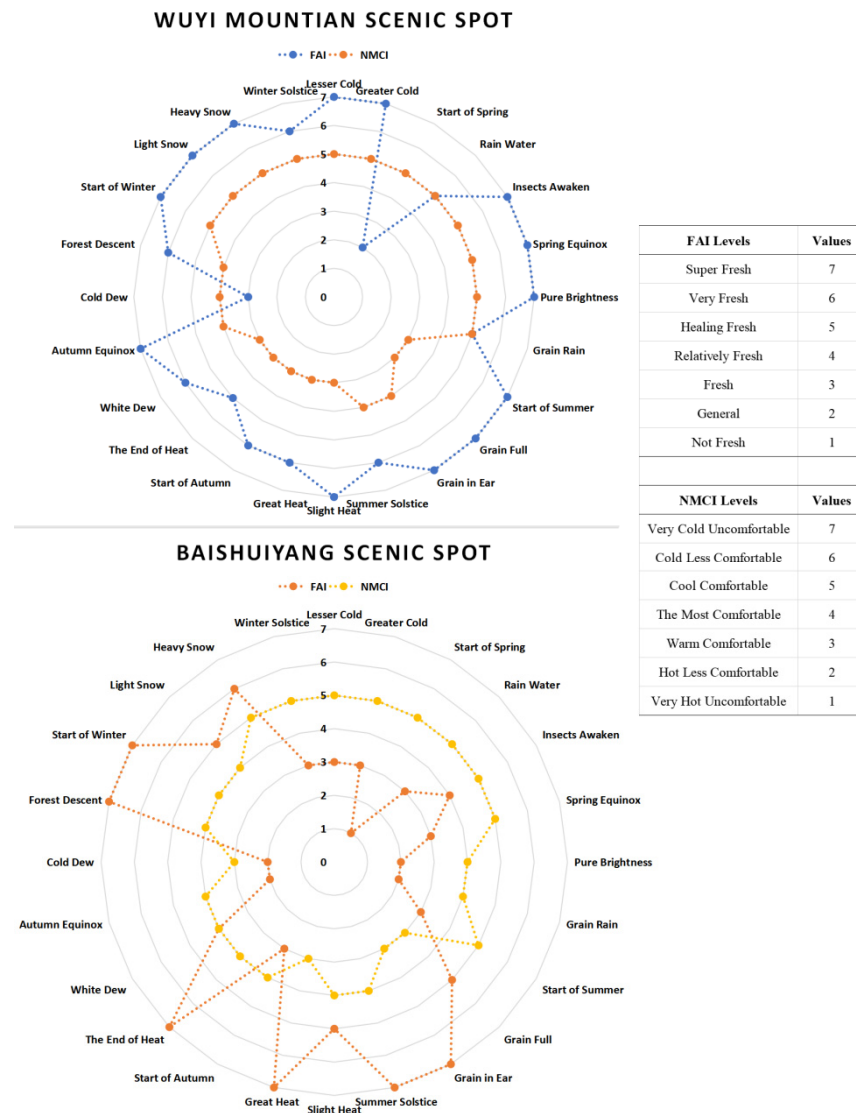 WUYI MOUNTIAN SCENIC SPOT
FAI NMCI
Lesser Cold
Greater Cold
Start of Spring
Rain Water
Insects Awaken
Spring Equinox
Pure Brightness
Grain Rain
Start of Summer
Grain Full
Grain in Ear
Summer Solstice
Slight Heat
Great Heat
Start of Autumn
The End of Heat
White Dew
Autumn Equinox
Cold Dew
Forest Descent
Start of Winter
Light Snow
Heavy Snow
Winter Solstice
7
6
5
4
3
2
1
0
BAISHUIYANG SCENIC SPOT
FAI NMCI
Lesser Cold
Greater Cold
Start of Spring
Rain Water
Insects Awaken
Spring Equinox
Pure Brightness
Grain Rain
Start of Summer
Grain Full
Grain in Ear
Summer Solstice
Slight Heat
Great Heat
Start of Autumn
The End of Heat
White Dew
Autumn Equinox
Cold Dew
Forest Descent
Start of Winter
Light Snow
Heavy Snow
Winter Solstice
7
6
5
4
3
2
1
0
FAI Levels Values
Super Fresh 7
Very Fresh 6
Healing Fresh 5
Relatively Fresh 4
Fresh 3
General 2
Not Fresh 1
NMCI Levels Values
Very Cold Uncomfortable 7
Cold Less Comfortable 6
Cool Comfortable 5
The Most Comfortable 4
Warm Comfortable 3
Hot Less Comfortable 2
Very Hot Uncomfortable 1